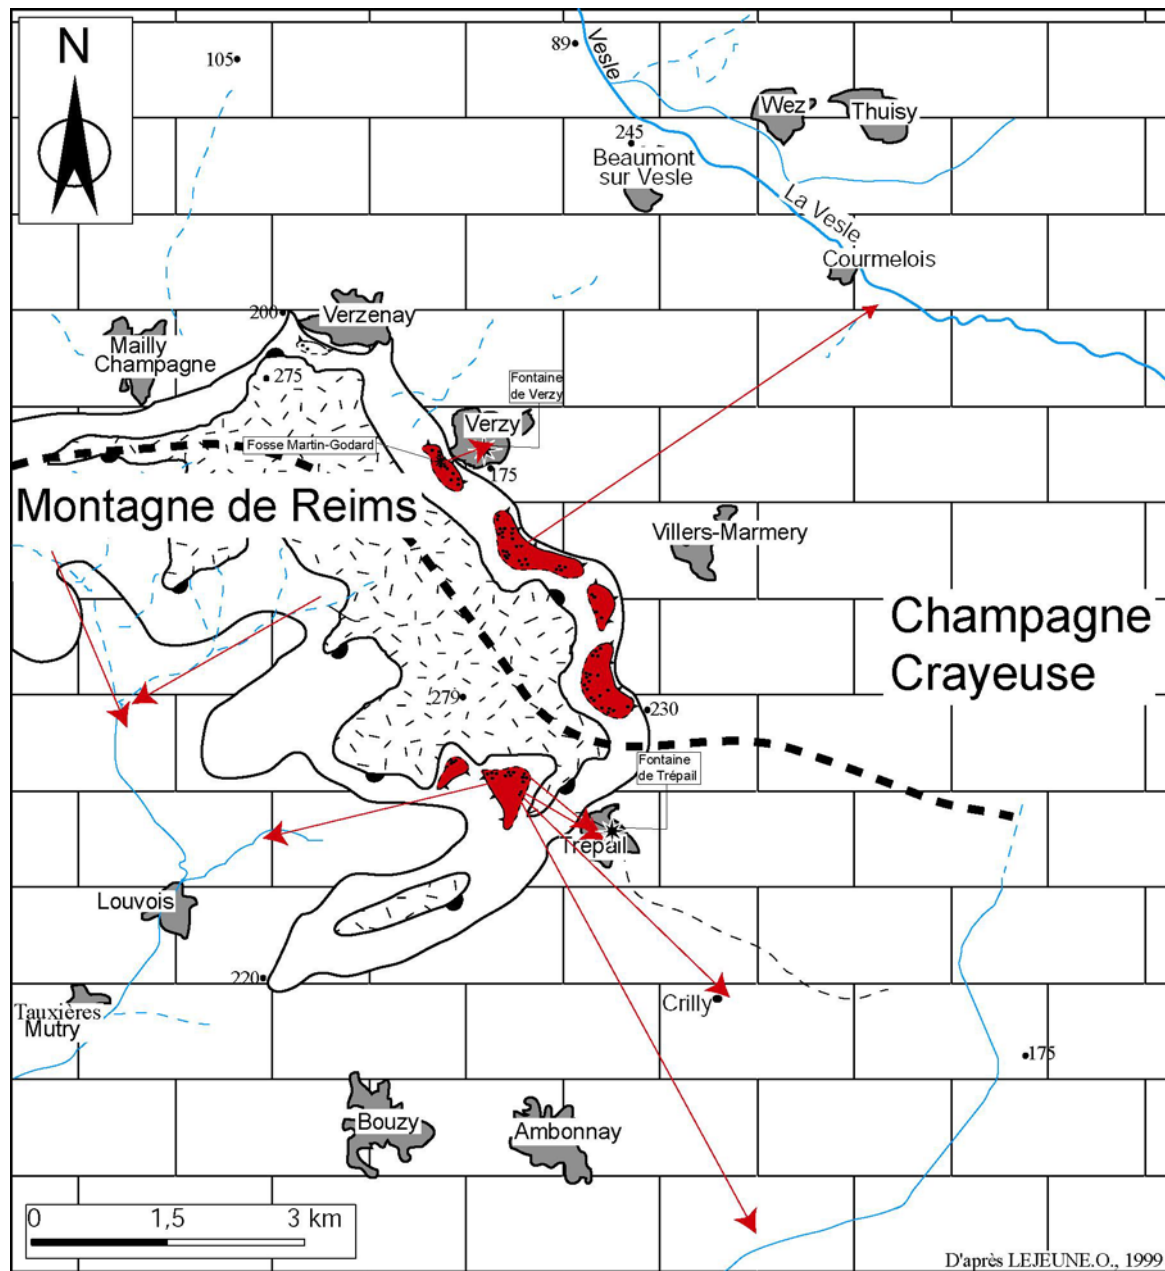 N
105
89
Vesle
Wez
Thuisy
245
Beaumont
sur Vesle
La Vesle
Courmelois
200
Verzenay
Mailly
Champagne
275
Fontaine
de Verzy
Verzy
Fosse Martin-Godard
175
Montagne de Reims
Villers-Marmery
Champagne
Crayeuse
279
230
Fontaine
de Trépail
Trépail
Louvois
220
Crilly
Tauxières
Mutry
175
Bouzy
Ambonnay
0 1,5 3 km
D'après LEJEUNE.O., 1999